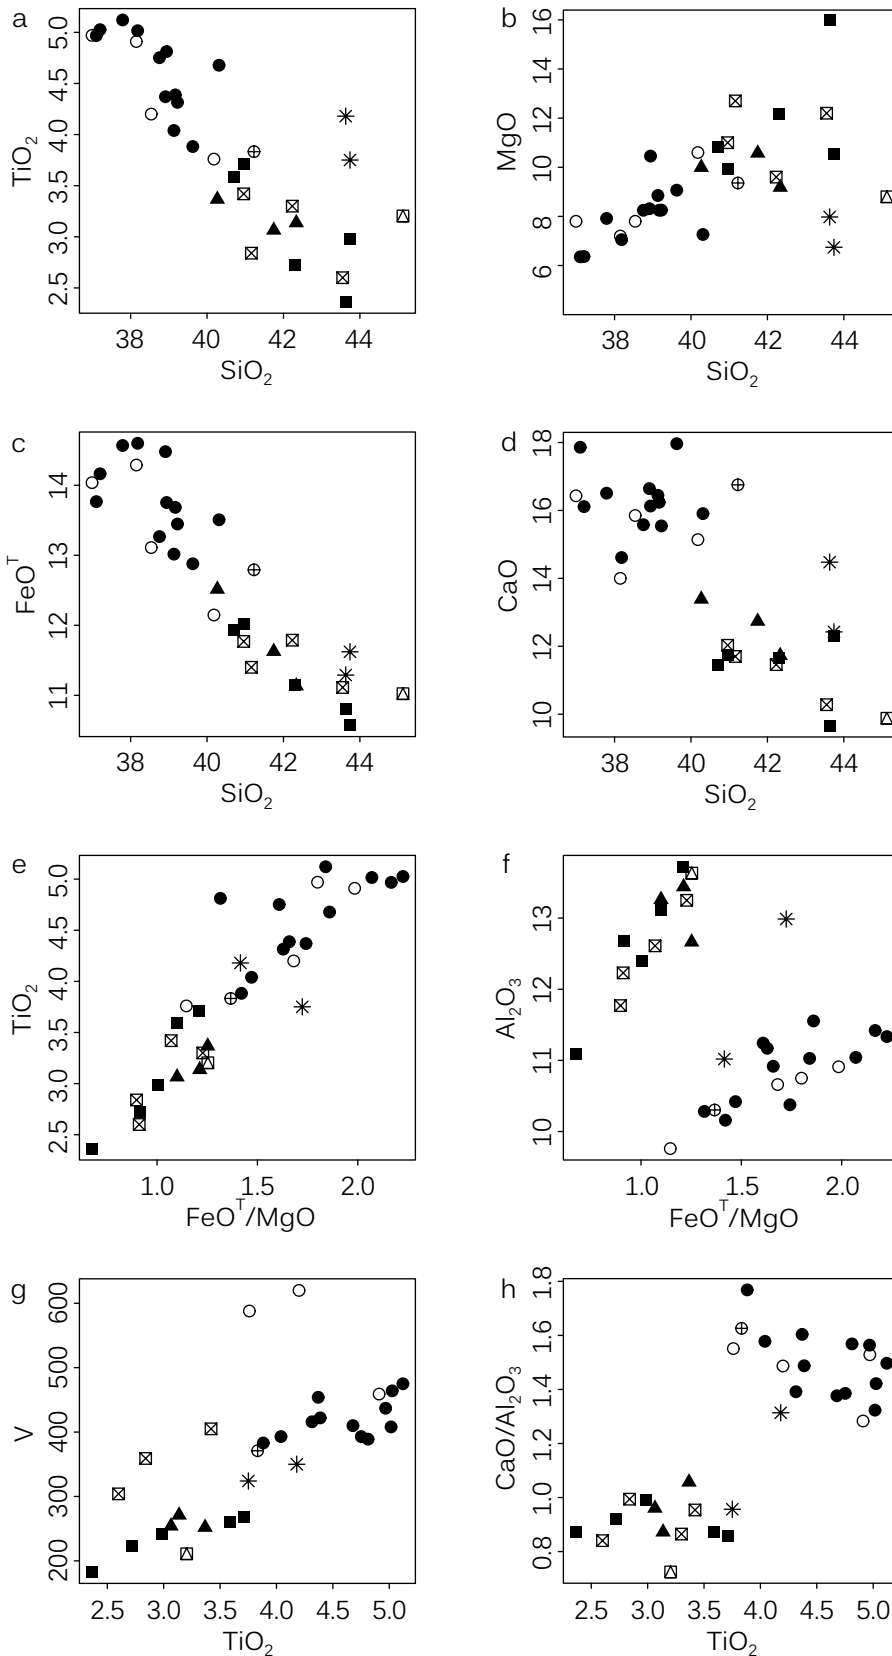 a
5.0
4.5
4.0
3.5
3.0
2.5
TiO₂
38 40 42 44
SiO₂
b
16
14
12
10
8
6
MgO
38 40 42 44
SiO₂
c
14
13
12
11
FeOᵀ
38 40 42 44
SiO₂
d
18
16
14
12
10
CaO
38 40 42 44
SiO₂
e
5.0
4.5
4.0
3.5
3.0
2.5
TiO₂
1.0 1.5 2.0
FeOᵀ/MgO
f
13
12
11
10
Al₂O₃
1.0 1.5 2.0
FeOᵀ/MgO
g
600
500
400
300
200
V
2.5 3.0 3.5 4.0 4.5 5.0
TiO₂
h
1.8
1.6
1.4
1.2
1.0
0.8
CaO/Al₂O₃
2.5 3.0 3.5 4.0 4.5 5.0
TiO₂